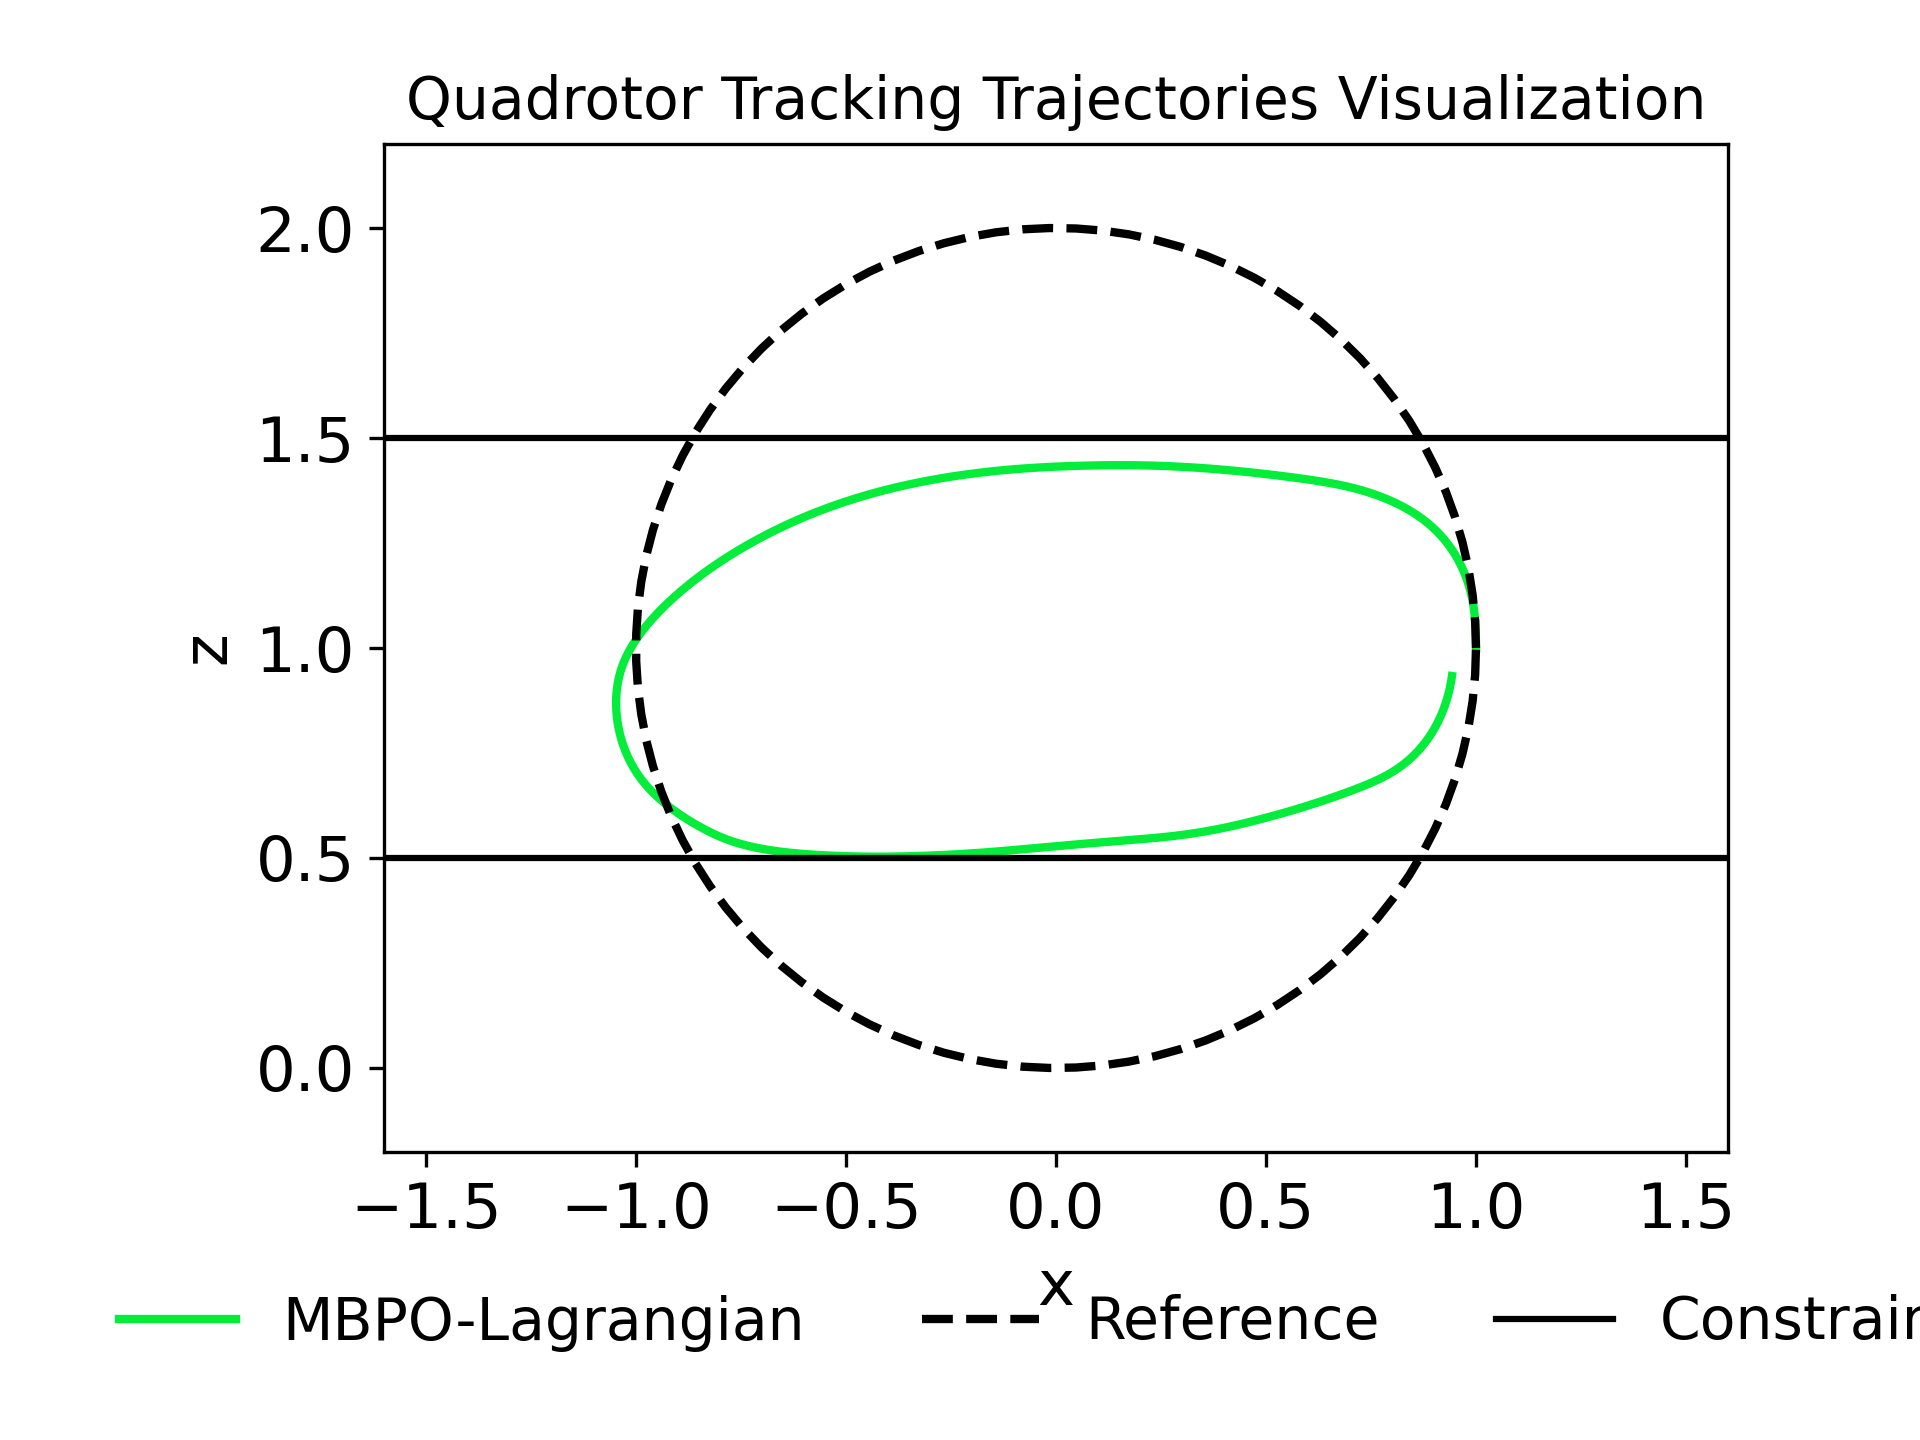 Quadrotor Tracking Trajectories Visualization
2.0
1.5
1.0
0.5
0.0
z
−1.5 −1.0 −0.5 0.0 0.5 1.0 1.5
x
MBPO-Lagrangian Reference